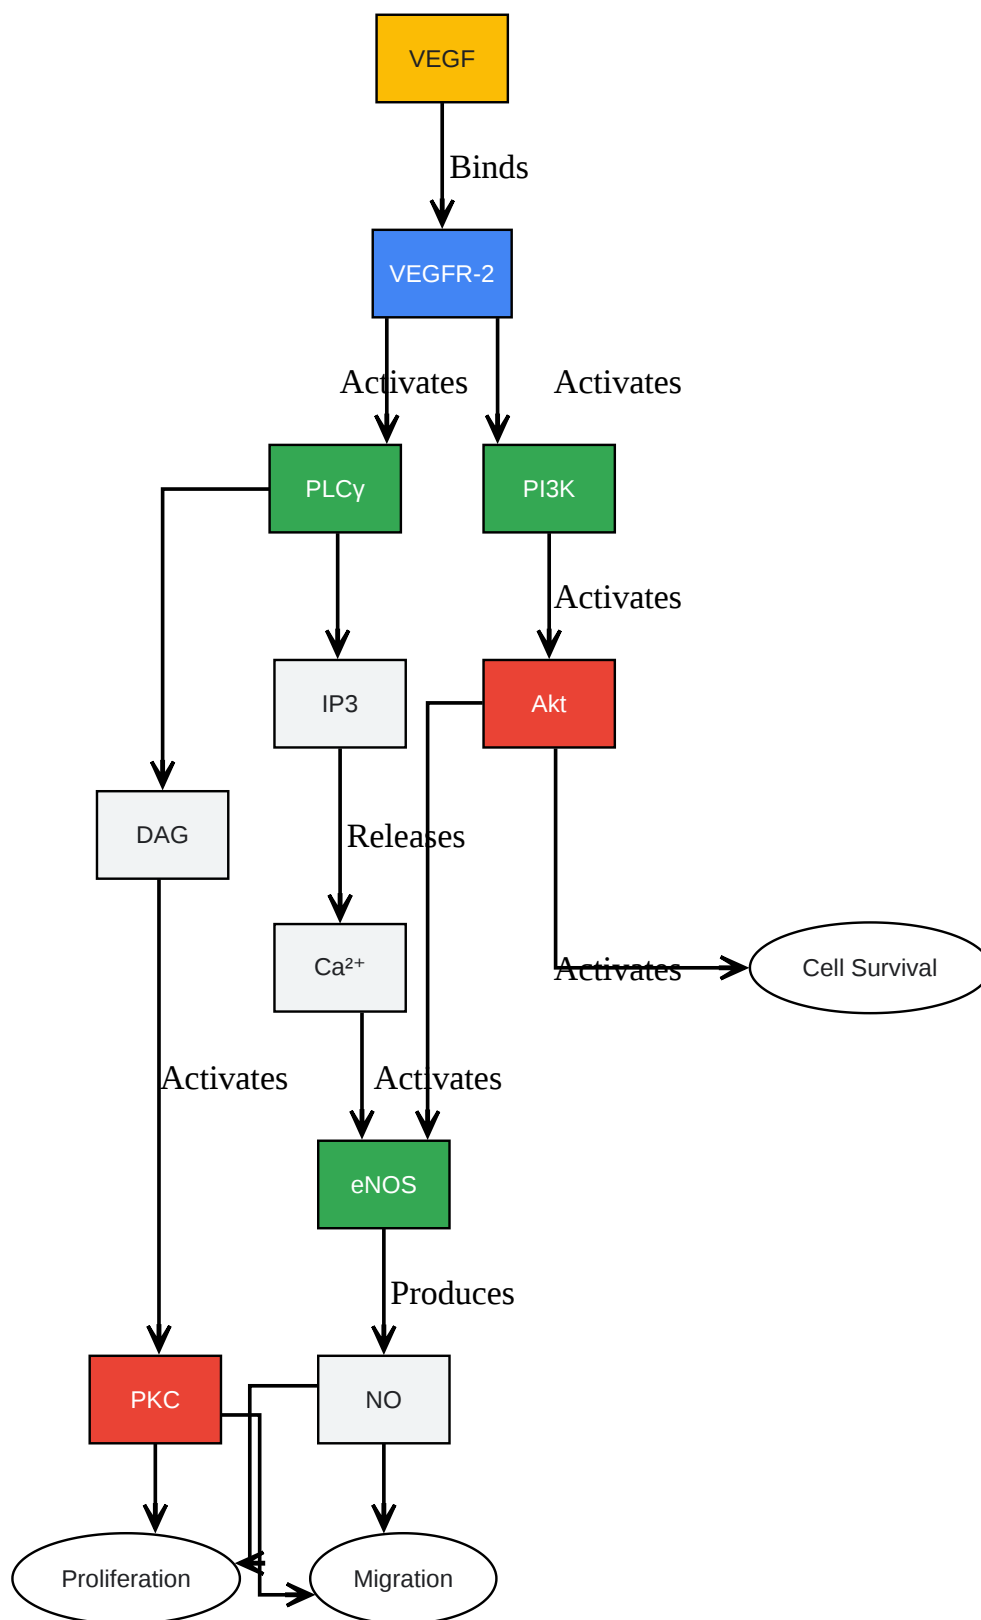 VEGF
Binds
VEGFR-2
Activates Activates
PLCγ PI3K
Activates
IP3 Akt
DAG Releases
Ca²⁺ Activates Cell Survival
Activates Activates
eNOS
Produces
PKC NO
Proliferation Migration